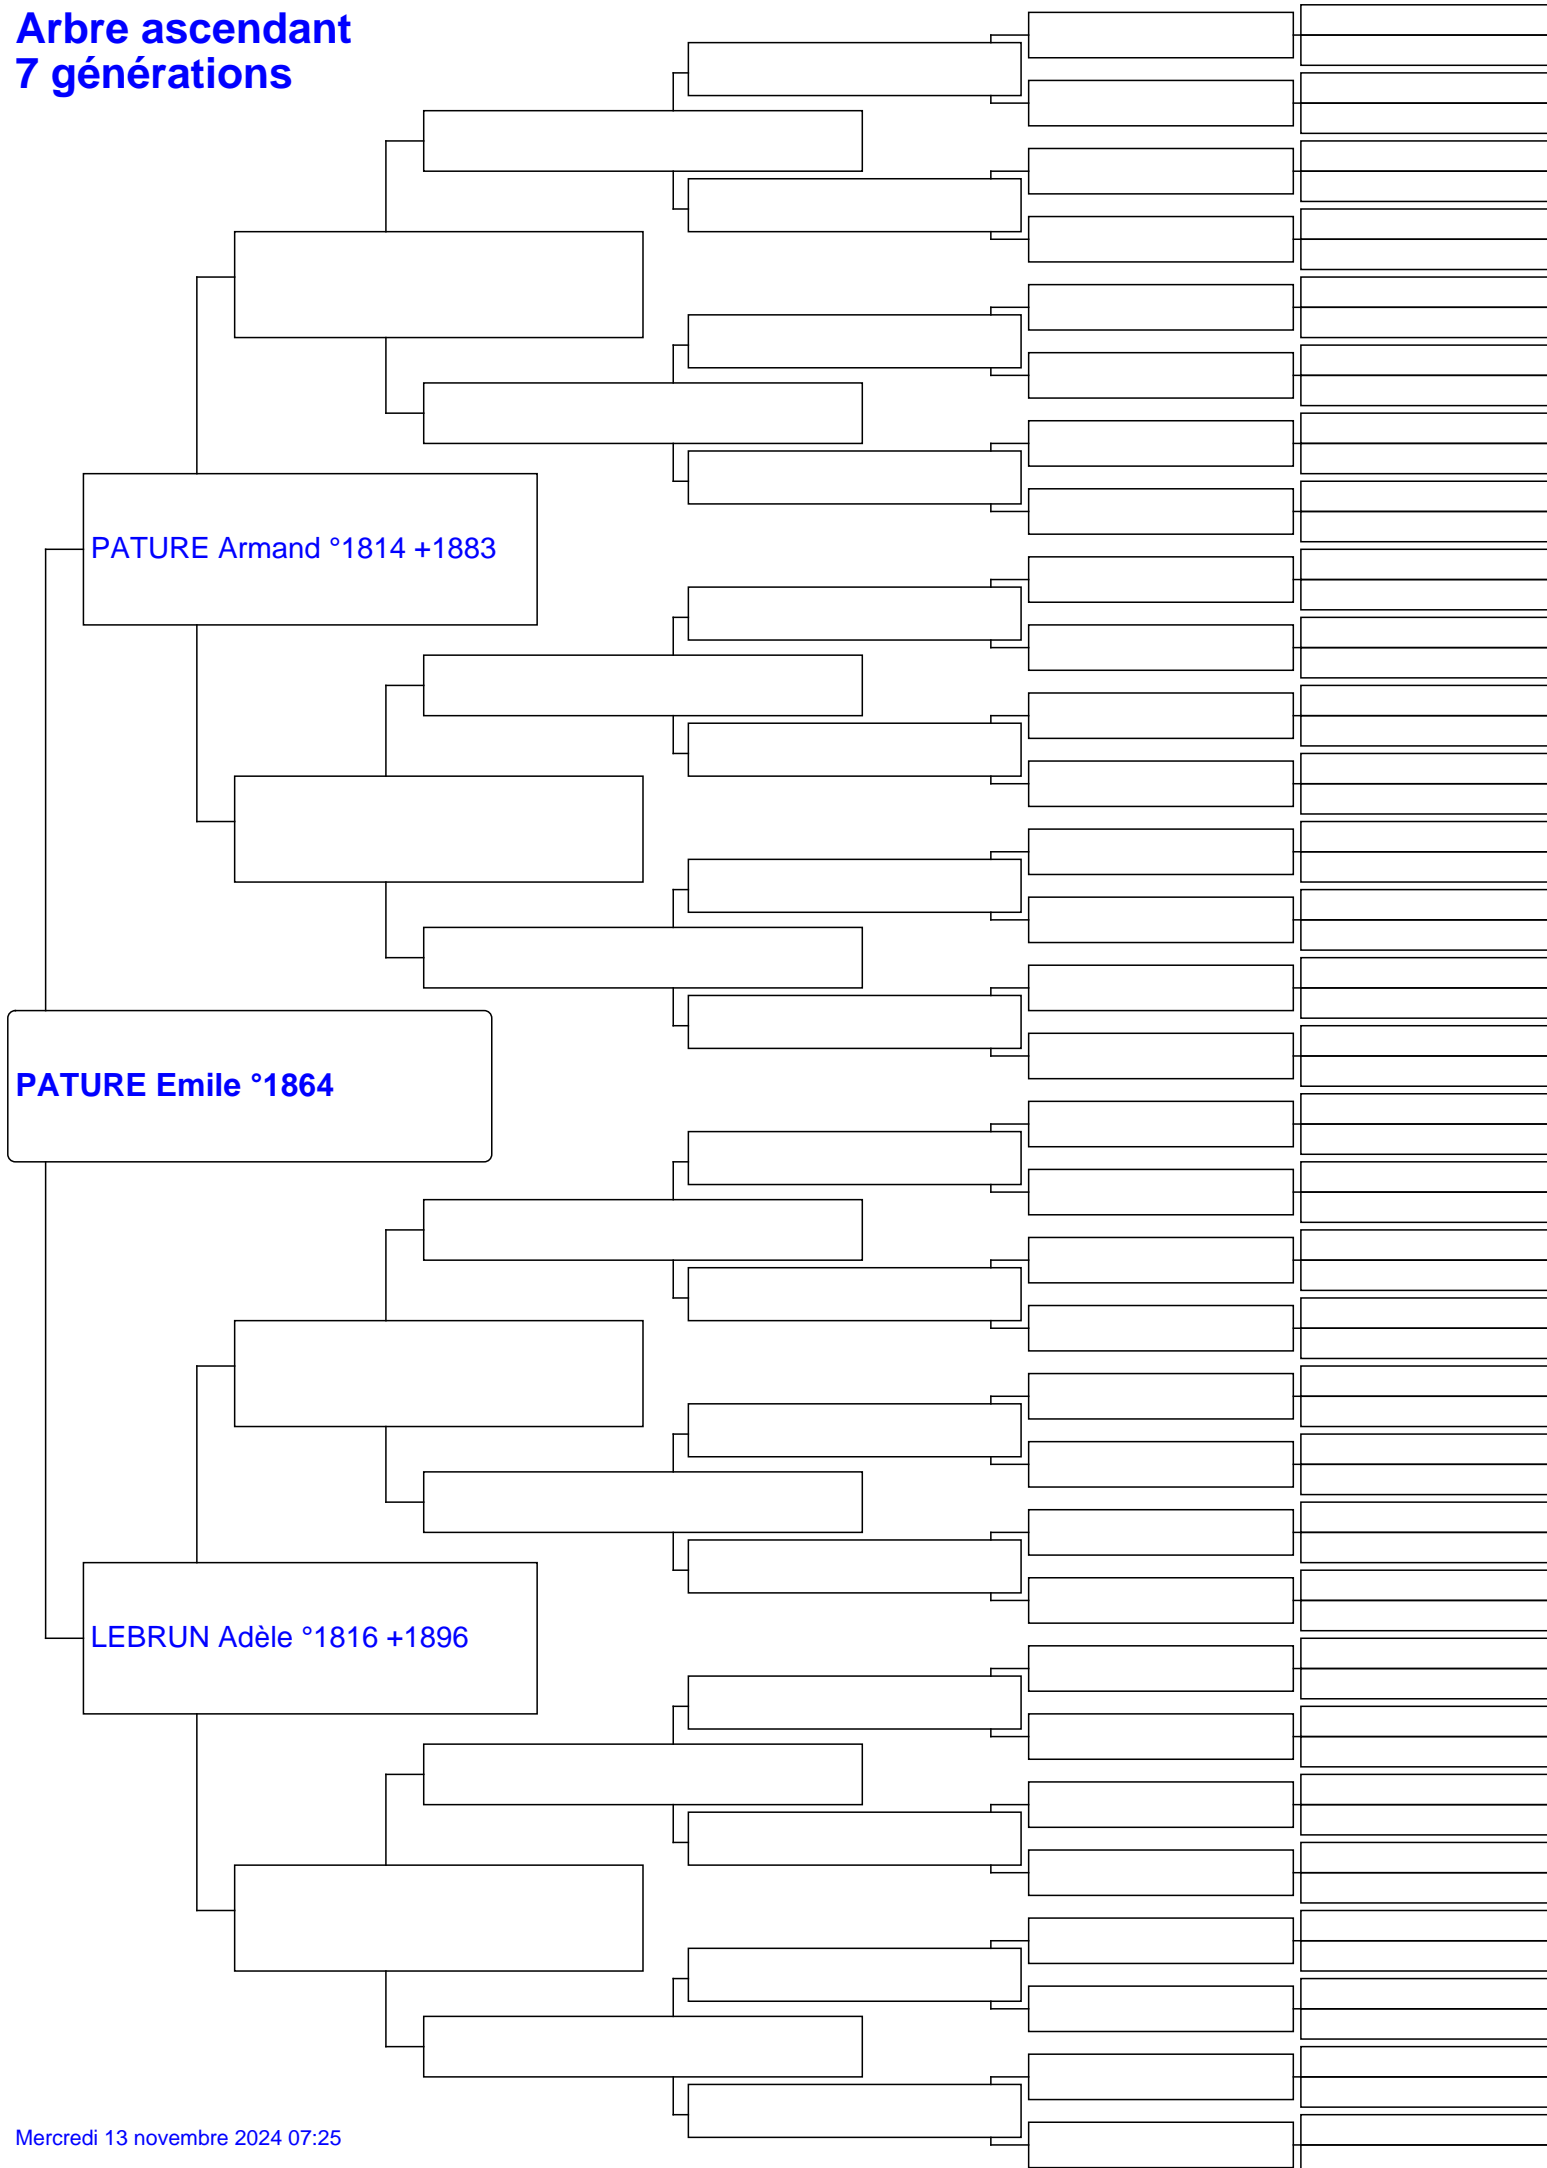 Arbre ascendant
7 générations
PATURE Armand °1814 +1883
PATURE Emile °1864
LEBRUN Adèle °1816 +1896
Mercredi 13 novembre 2024 07:25